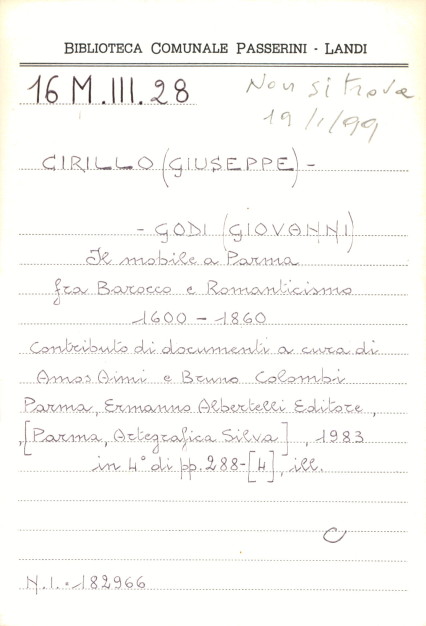 BIBLIOTECA COMUNALE PASSERINI - LANDI
16 M.III.28
Non si trova
19/1/99
CIRILLO (GIUSEPPE) -
- GODI (GIOVANNI)
Il mobile a Parma
fra Barocco e Romanticismo
1600 - 1860
Contributo di documenti a cura di
Amos Aimi e Bruno Colombi
Parma, Ermanno Albertelli Editore,
[Parma, Artegrafica Silva], 1983
in 4° di pp. 288-[4], ill.
C
N.I. 182966